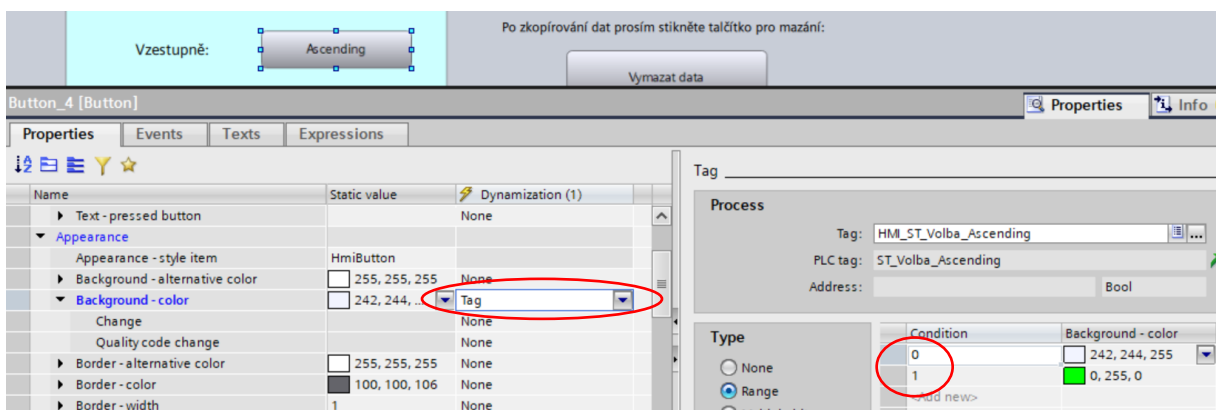 Po zkopírování dat prosím stikněte talčítko pro mazání:
Vzestupně:
Ascending
Vymazat data
Button_4 [Button]
Properties
Info
Properties
Events
Texts
Expressions
Tag
Name
Static value
Dynamization (1)
Process
Text - pressed button
None
Appearance
Tag:
HMI_ST_Volba_Ascending
...
Appearance - style item
HmiButton
PLC tag:
ST_Volba_Ascending
Background - alternative color
255, 255, 255
None
Address:
Bool
Background - color
242, 244, ...
Tag
Change
None
Type
Condition
Background - color
Quality code change
None
None
0
242, 244, 255
Border - alternative color
255, 255, 255
None
1
0, 255, 0
Border - color
100, 100, 106
None
Range
<Add new>
Border - width
1
None